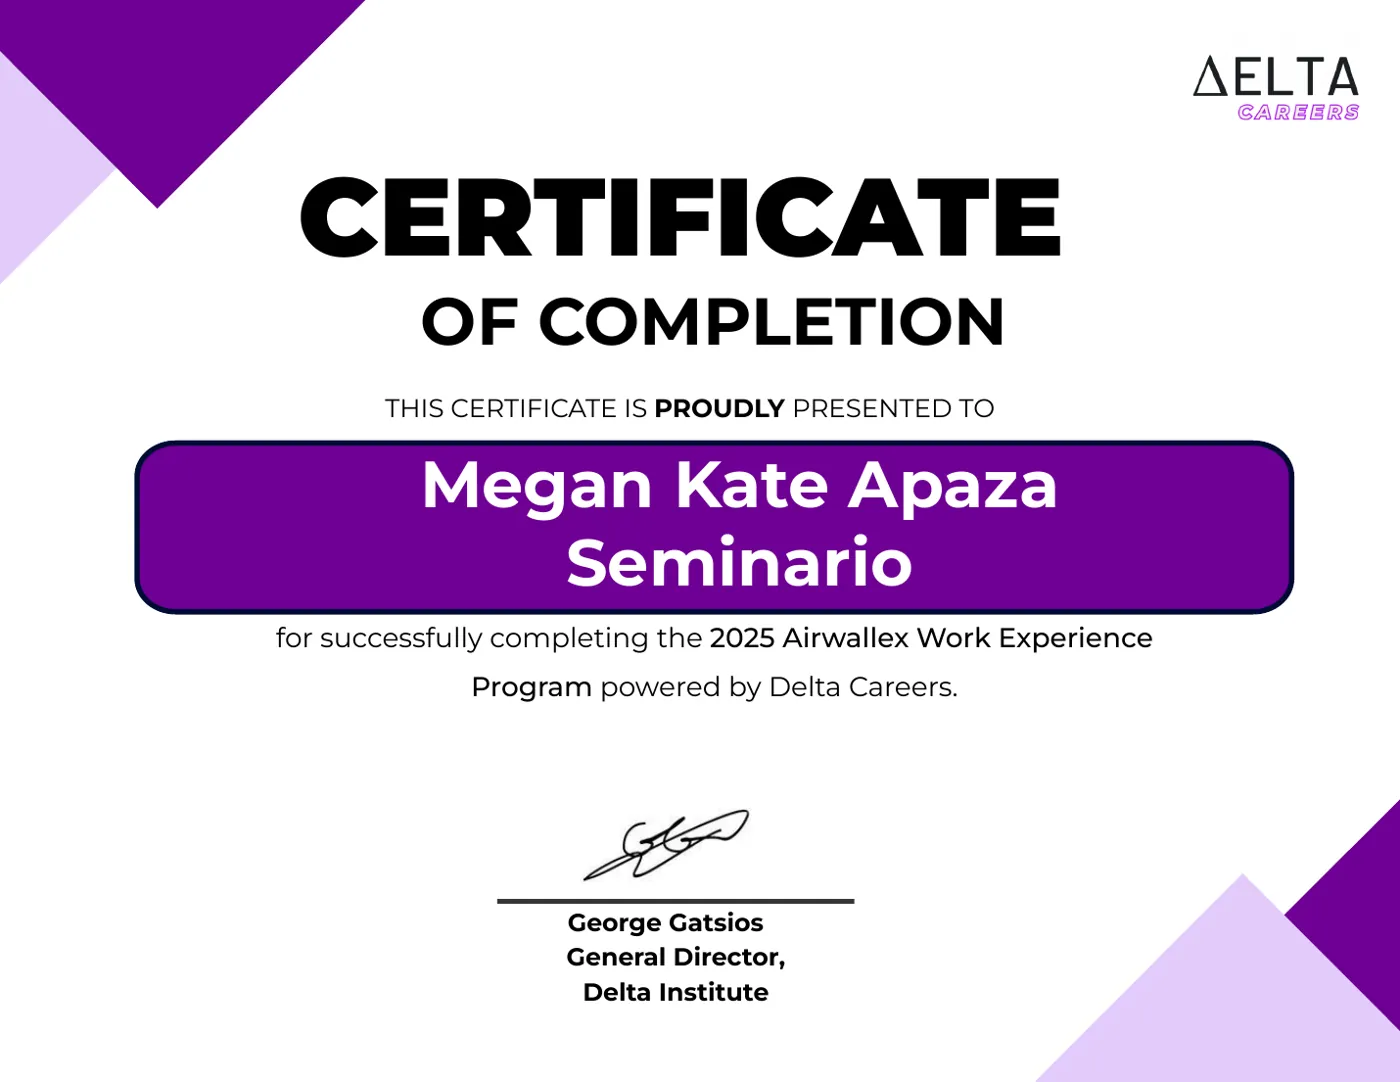 ΔELTA
CAREERS
CERTIFICATE
OF COMPLETION
THIS CERTIFICATE IS PROUDLY PRESENTED TO
Megan Kate Apaza
Seminario
for successfully completing the 2025 Airwallex Work Experience
Program powered by Delta Careers.
George Gatsios
General Director,
Delta Institute